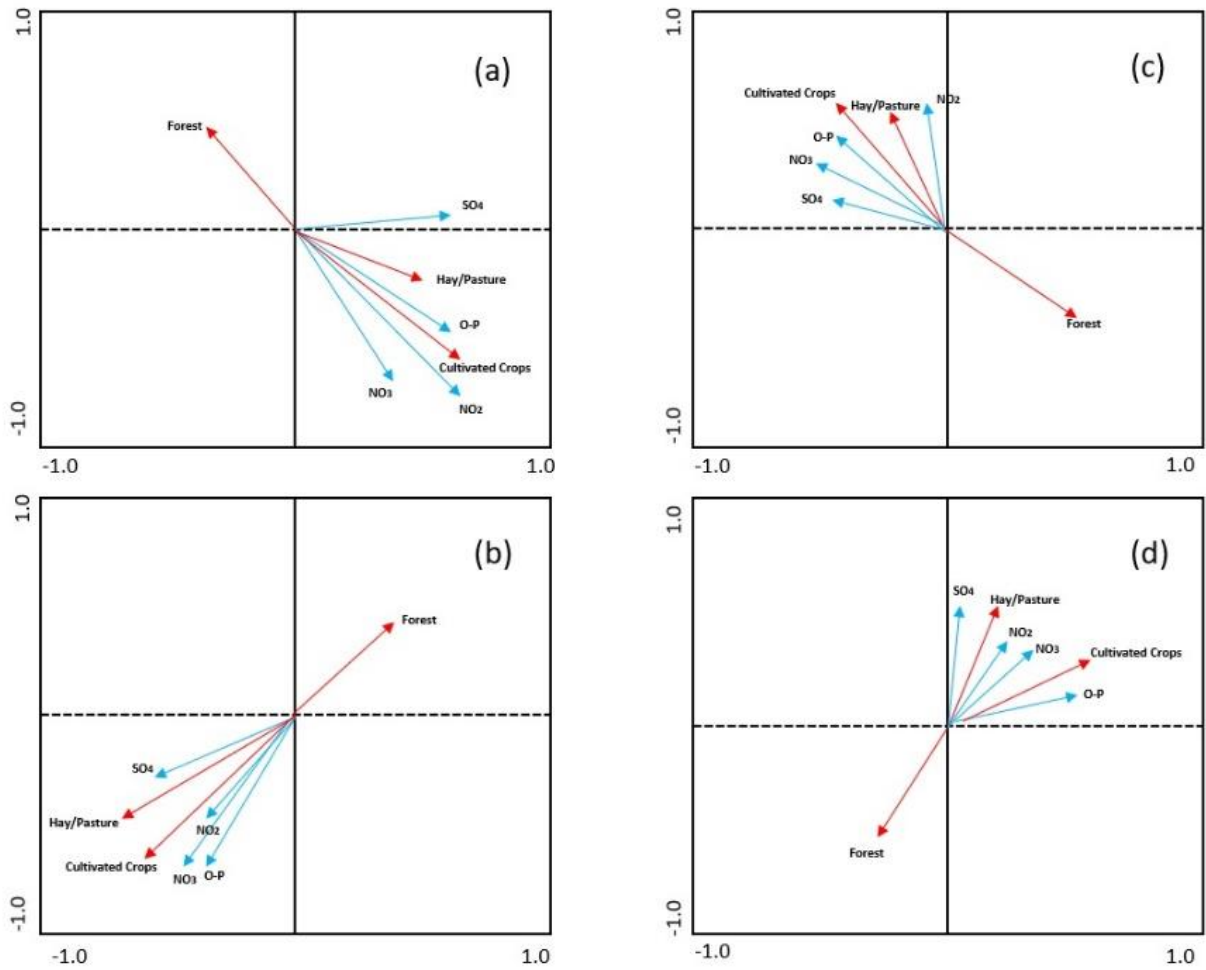 1.0
(a)
Forest
SO4
Hay/Pasture
O-P
Cultivated Crops
NO3
NO2
-1.0
-1.0
1.0
1.0
(c)
Cultivated Crops
Hay/Pasture
NO2
O-P
NO3
SO4
Forest
-1.0
-1.0
1.0
1.0
(b)
Forest
SO4
Hay/Pasture
NO2
Cultivated Crops
NO3
O-P
-1.0
-1.0
1.0
1.0
(d)
SO4
Hay/Pasture
NO2
NO3
Cultivated Crops
O-P
Forest
-1.0
-1.0
1.0